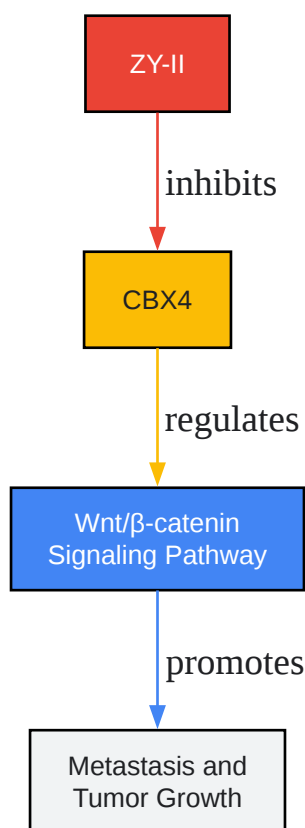 ZY-II
inhibits
CBX4
regulates
Wnt/β-catenin
Signaling Pathway
promotes
Metastasis and
Tumor Growth